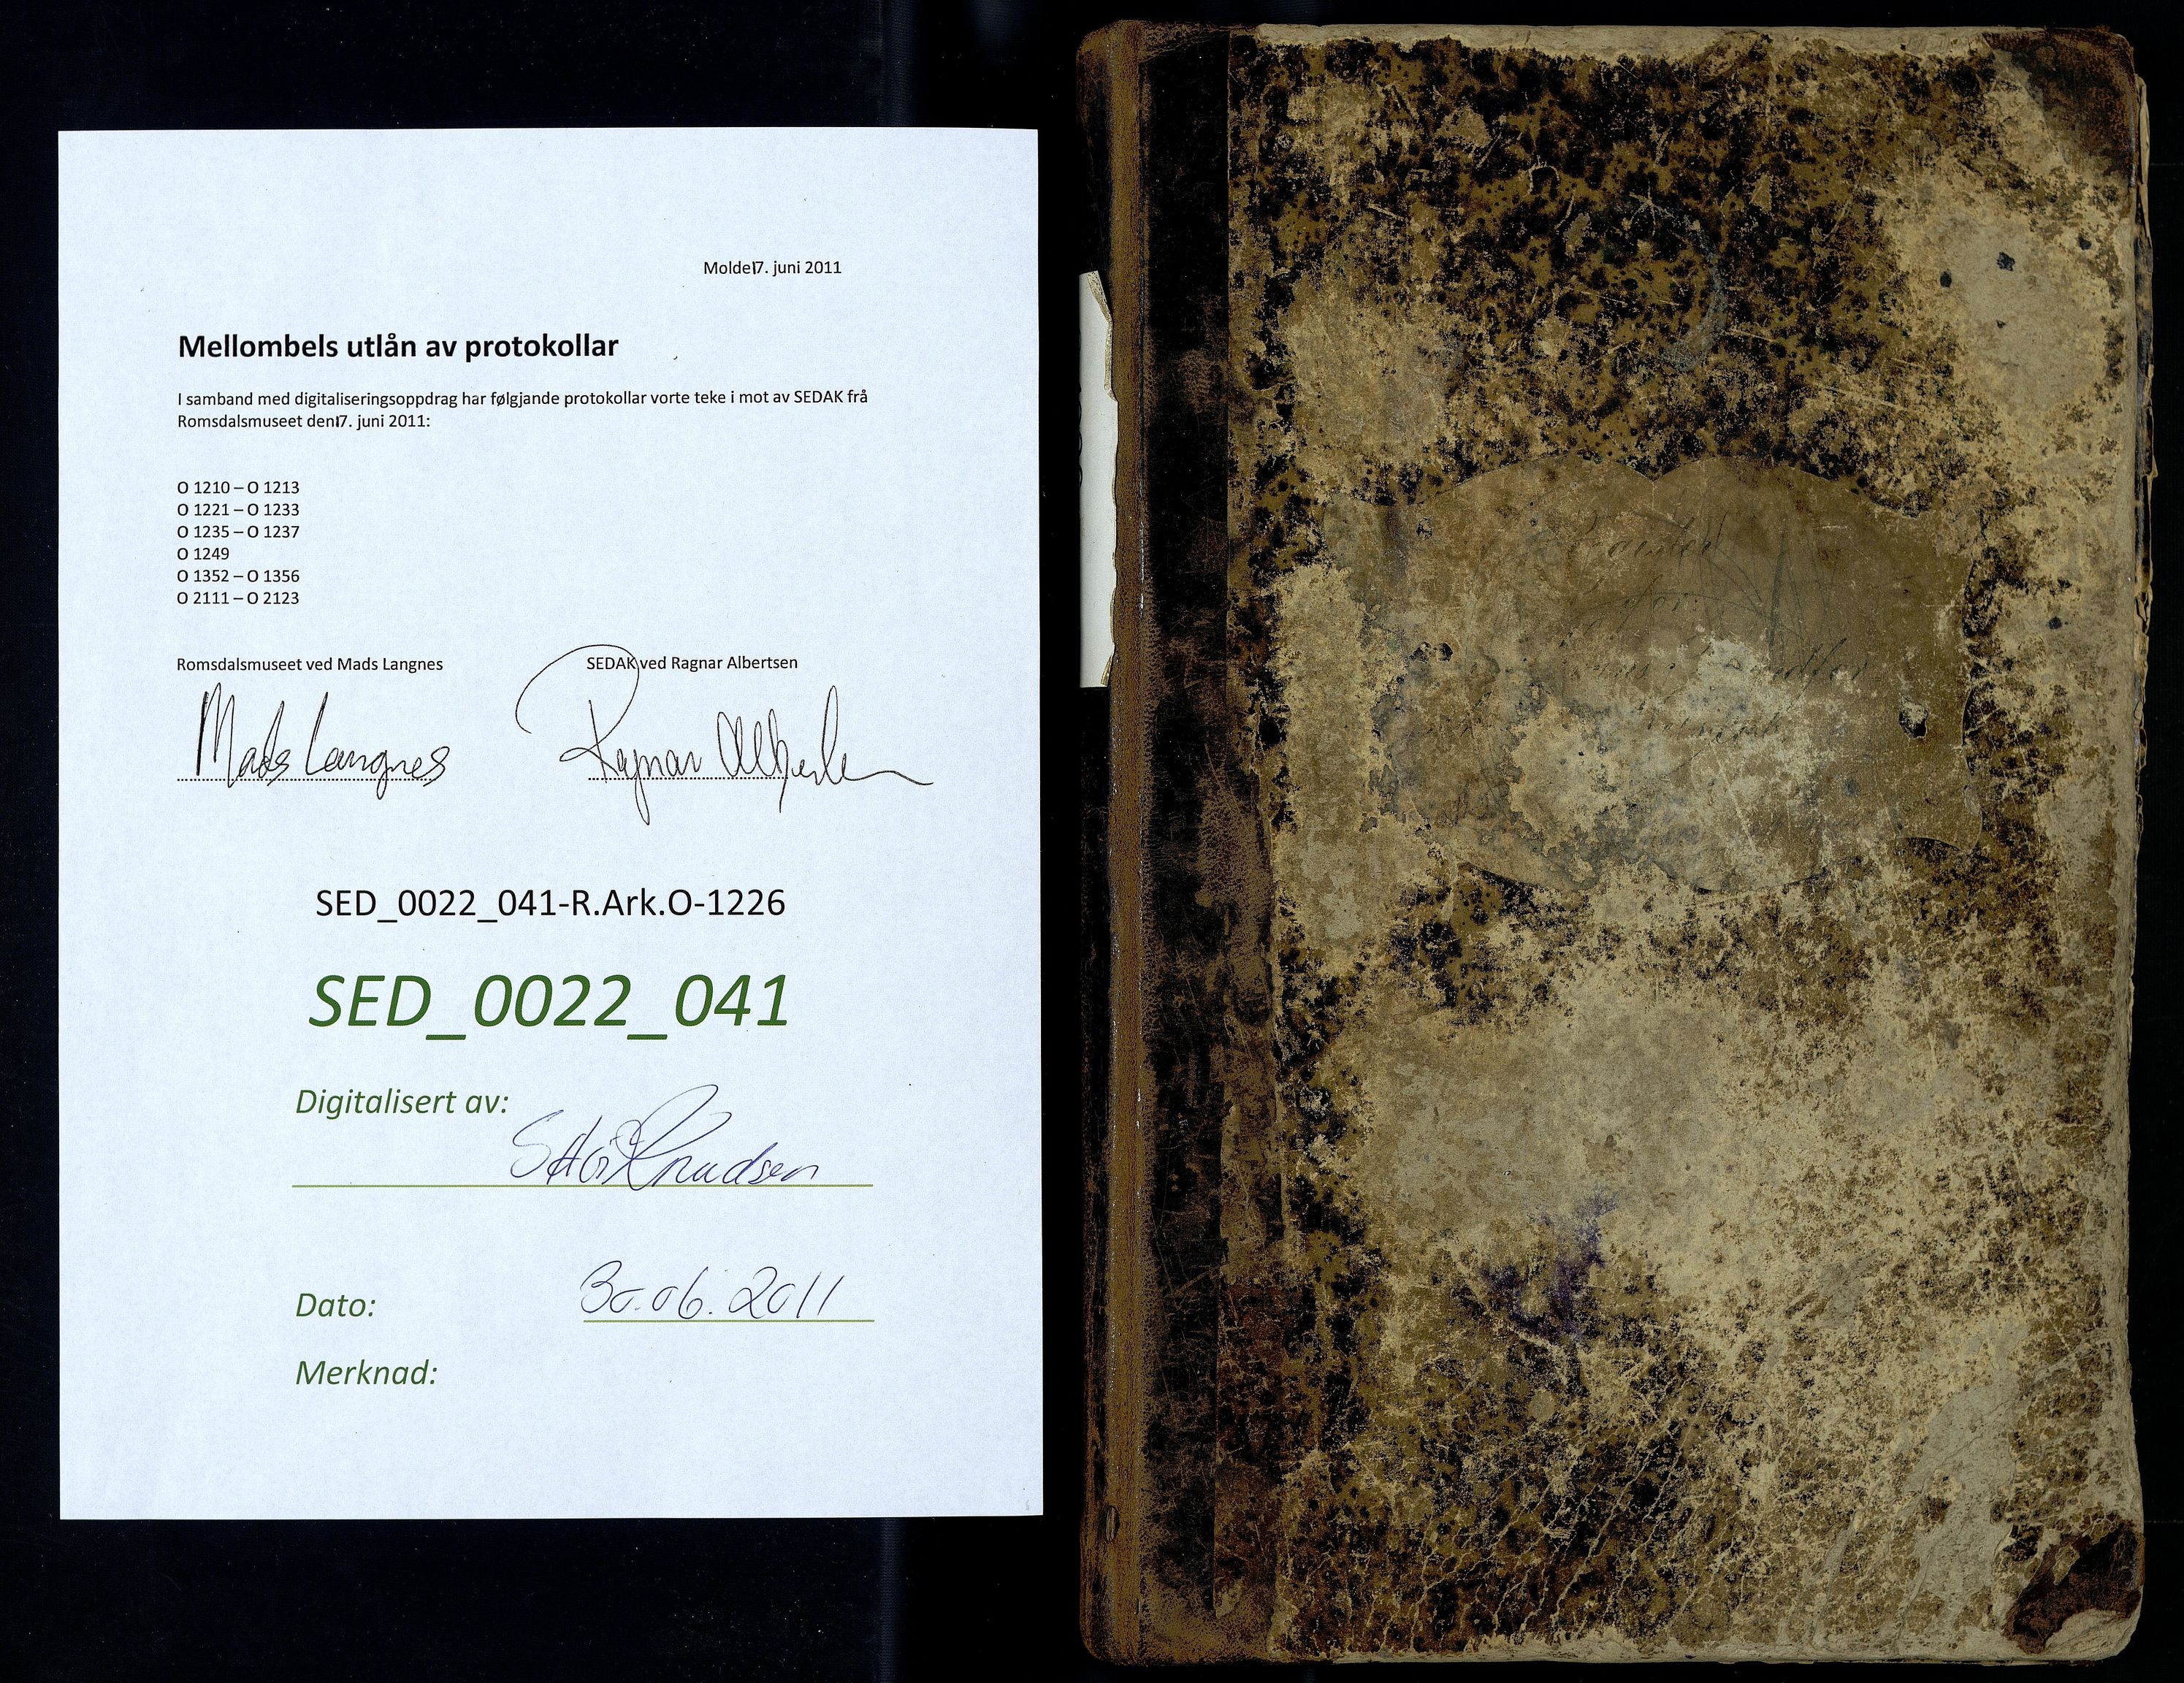 Molde17. juni 2011
Mellombels utlån av protokollar
I samband med digitaliseringsoppdrag har følgjande protokollar vorte teke i mot av SEDAK frå
Romsdalsmuseet den17. juni 2011:
O 1210 – O 1213
O 1221 – O 1233
O 1235 – O 1237
O 1249
O 1352 – O 1356
O 2111 – O 2123
Romsdalsmuseet ved Mads Langnes
SEDAK ved Ragnar Albertsen
Mads Langnes
Ragnar Albertsen
SED_0022_041-R.Ark.O-1226
SED_0022_041
Digitalisert av:
Knudsen
Dato:
30.06.2011
Merknad:
for